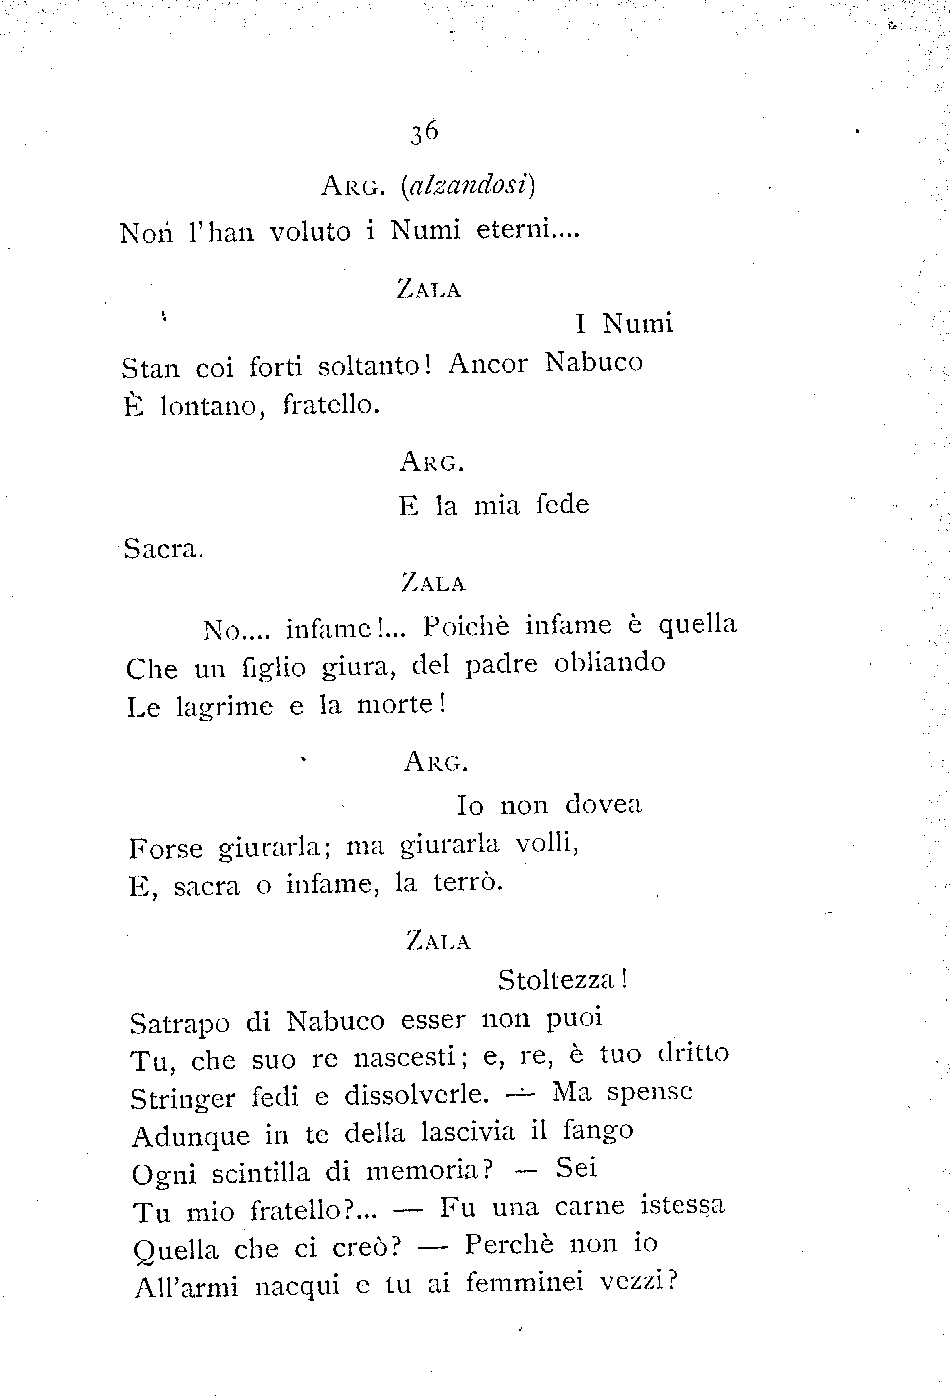 36
ARG. (alzandosi)
Non l'han voluto i Numi eterni....
ZALA
I Numi
Stan coi forti soltanto! Ancor Nabuco
È lontano, fratello.
ARG.
E la mia fede
Sacra.
ZALA
No.... infame!... Poichè infame è quella
Che un figlio giura, del padre obliando
Le lagrime e la morte!
ARG.
Io non dovea
Forse giurarla; ma giurarla volli,
E, sacra o infame, la terrò.
ZALA
Stoltezza!
Satrapo di Nabuco esser non puoi
Tu, che suo re nascesti; e, re, è tuo dritto
Stringer fedi e dissolverle. — Ma spense
Adunque in te della lascivia il fango
Ogni scintilla di memoria? — Sei
Tu mio fratello?... — Fu una carne istessa
Quella che ci creò? — Perchè non io
All'armi nacqui e tu ai femminei vezzi?